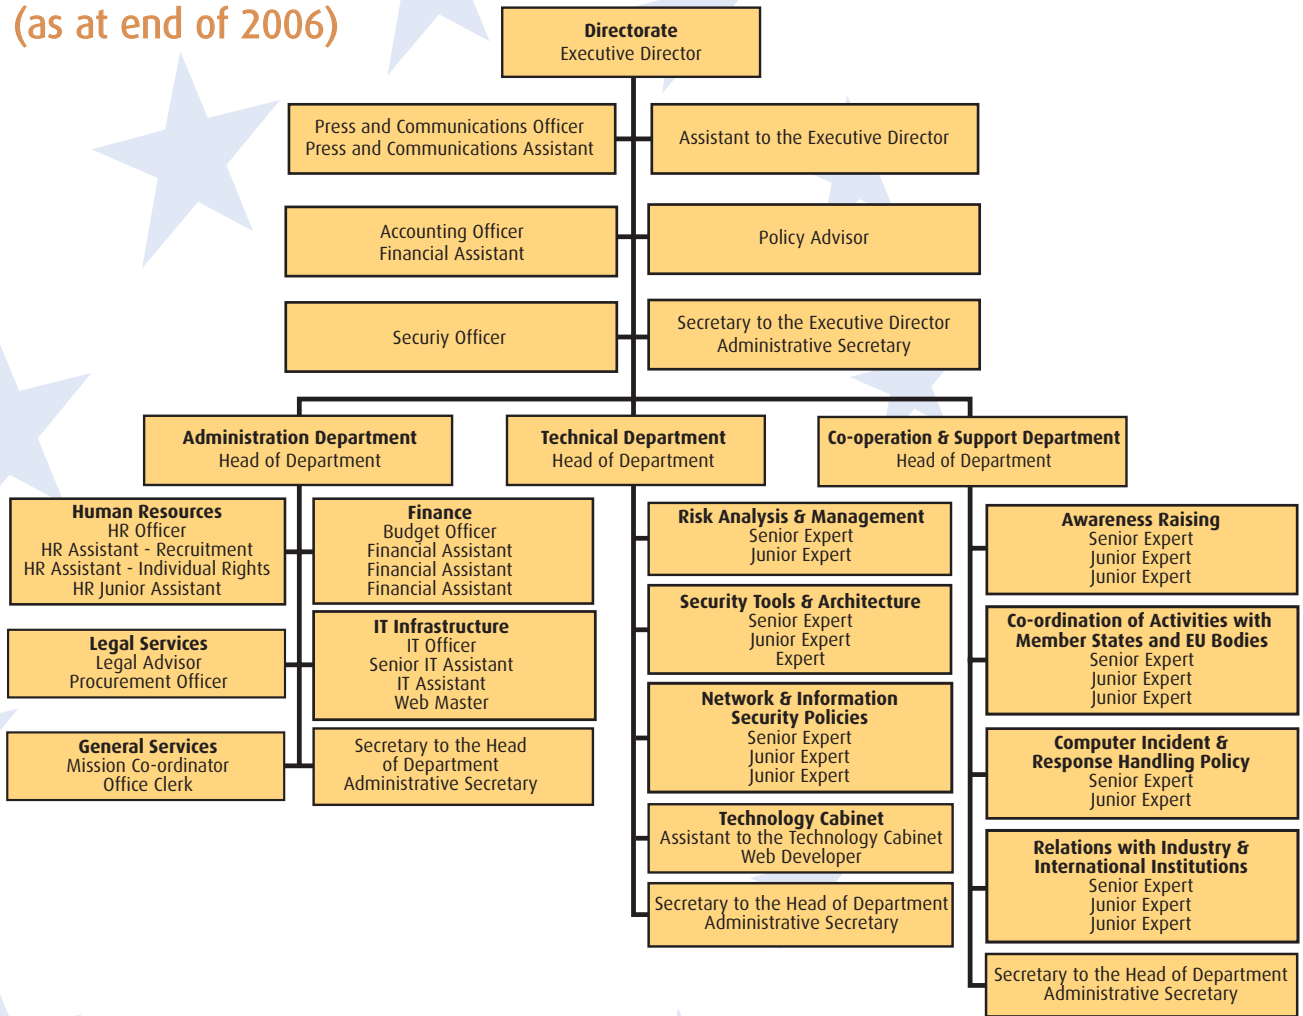 (as at end of 2006)
Directorate
Executive Director
Press and Communications Officer
Press and Communications Assistant
Assistant to the Executive Director
Accounting Officer
Financial Assistant
Policy Advisor
Securiy Officer
Secretary to the Executive Director
Administrative Secretary
Administration Department
Head of Department
Technical Department
Head of Department
Co-operation & Support Department
Head of Department
Human Resources
HR Officer
HR Assistant - Recruitment
HR Assistant - Individual Rights
HR Junior Assistant
Finance
Budget Officer
Financial Assistant
Financial Assistant
Financial Assistant
Legal Services
Legal Advisor
Procurement Officer
IT Infrastructure
IT Officer
Senior IT Assistant
IT Assistant
Web Master
General Services
Mission Co-ordinator
Office Clerk
Secretary to the Head
of Department
Administrative Secretary
Risk Analysis & Management
Senior Expert
Junior Expert
Security Tools & Architecture
Senior Expert
Junior Expert
Expert
Network & Information
Security Policies
Senior Expert
Junior Expert
Junior Expert
Technology Cabinet
Assistant to the Technology Cabinet
Web Developer
Secretary to the Head of Department
Administrative Secretary
Awareness Raising
Senior Expert
Junior Expert
Junior Expert
Co-ordination of Activities with
Member States and EU Bodies
Senior Expert
Junior Expert
Junior Expert
Computer Incident &
Response Handling Policy
Senior Expert
Junior Expert
Relations with Industry &
International Institutions
Senior Expert
Junior Expert
Junior Expert
Secretary to the Head of Department
Administrative Secretary